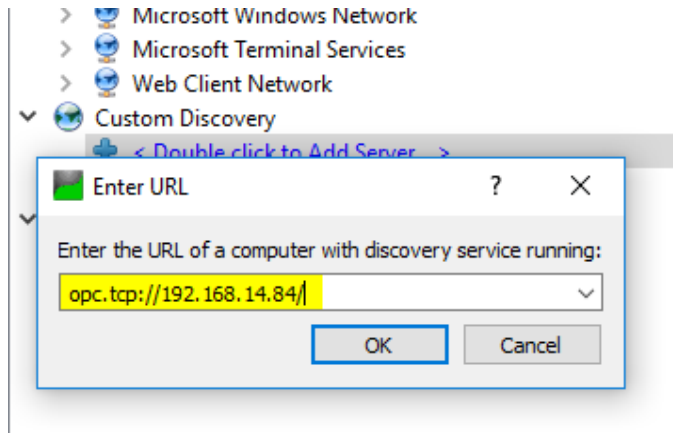 Microsoft Windows Network
Microsoft Terminal Services
Web Client Network
Custom Discovery
< Double click to Add Server... >
Enter URL
?
Enter the URL of a computer with discovery service running:
opc.tcp://192.168.14.84/
OK Cancel